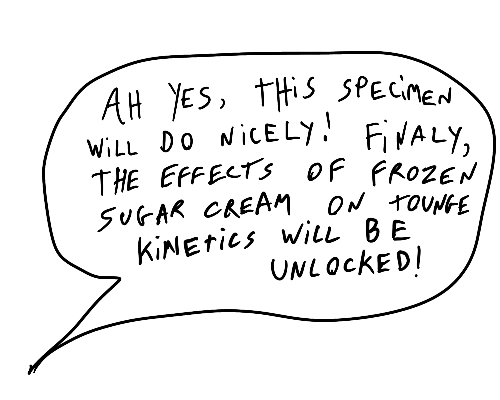 AH YES, THiS SPECiMEN
WiLL DO NiCELY! FiNALY,
THE EFFECTS OF FROZEN
SUGAR CREAM ON TOUNGE
KiNETiCS WiLL BE
UNLOCKED!